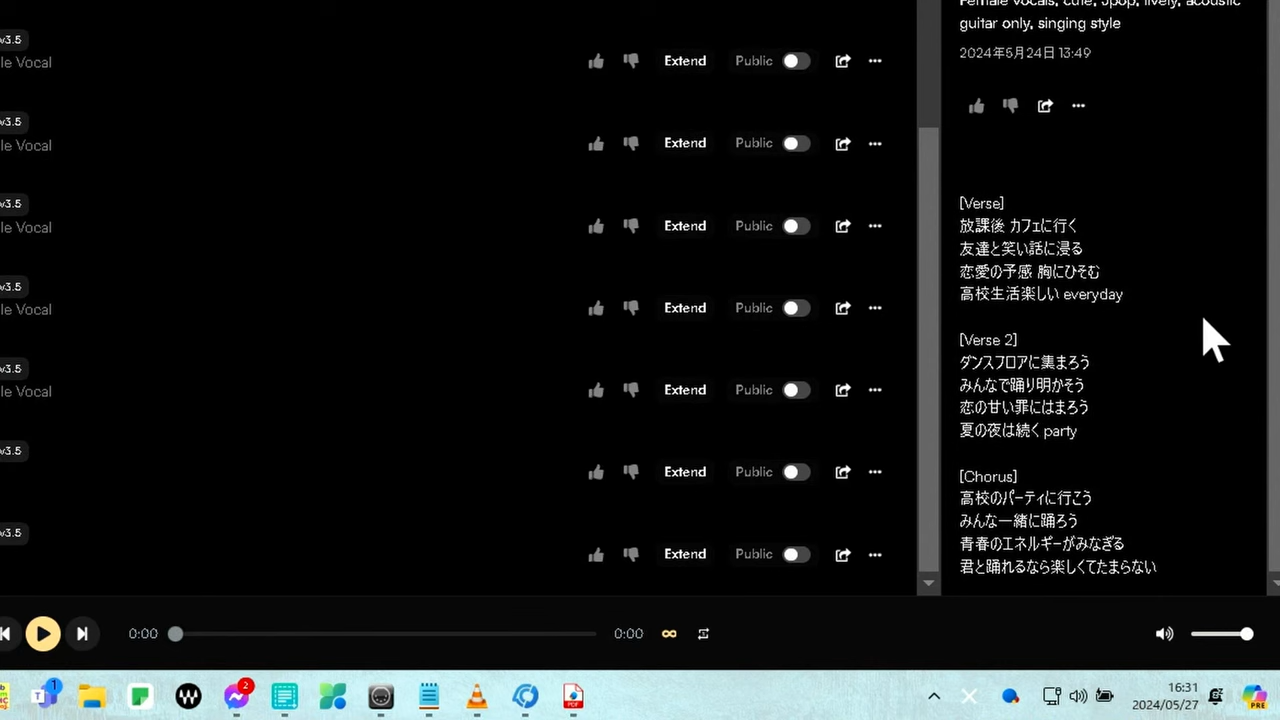 v3.5
le Vocal
Extend
Public
v3.5
le Vocal
Extend
Public
v3.5
le Vocal
Extend
Public
v3.5
le Vocal
Extend
Public
v3.5
le Vocal
Extend
Public
v3.5
Extend
Public
v3.5
Extend
Public
Female vocals, cute, Jpop, lively, acoustic
guitar only, singing style
2024年5月24日 13:49
[Verse]
放課後 カフェに行く
友達と笑い話に浸る
恋愛の予感 胸にひそむ
高校生活楽しい everyday
[Verse 2]
ダンスフロアに集まろう
みんなで踊り明かそう
恋の甘い罪にはまろう
夏の夜は続く party
[Chorus]
高校のパーティに行こう
みんな一緒に踊ろう
青春のエネルギーがみなぎる
君と踊れるなら楽しくてたまらない
0:00
0:00
1
2
PDF
16:31
2024/05/27
PRE